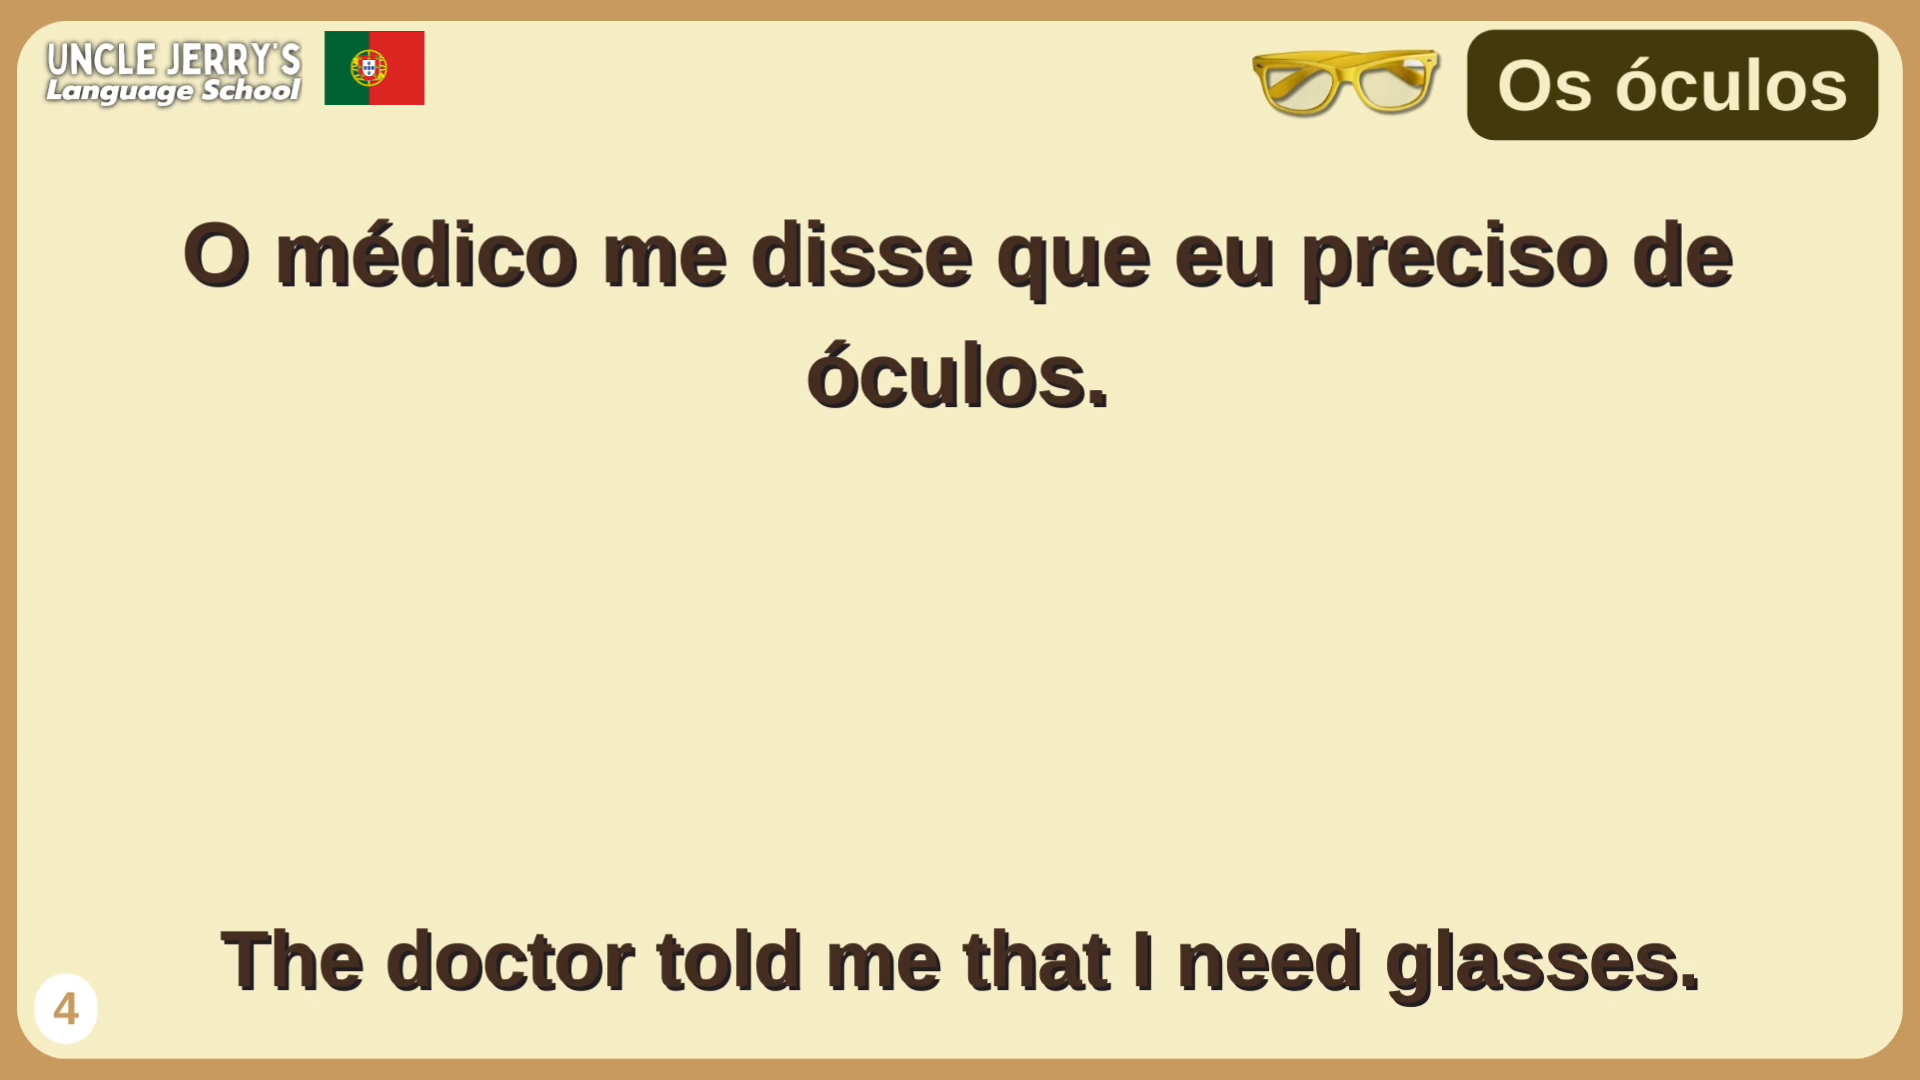 UNCLE JERRY'S
Language School
Os óculos
O médico me disse que eu preciso de
óculos.
The doctor told me that I need glasses.
4